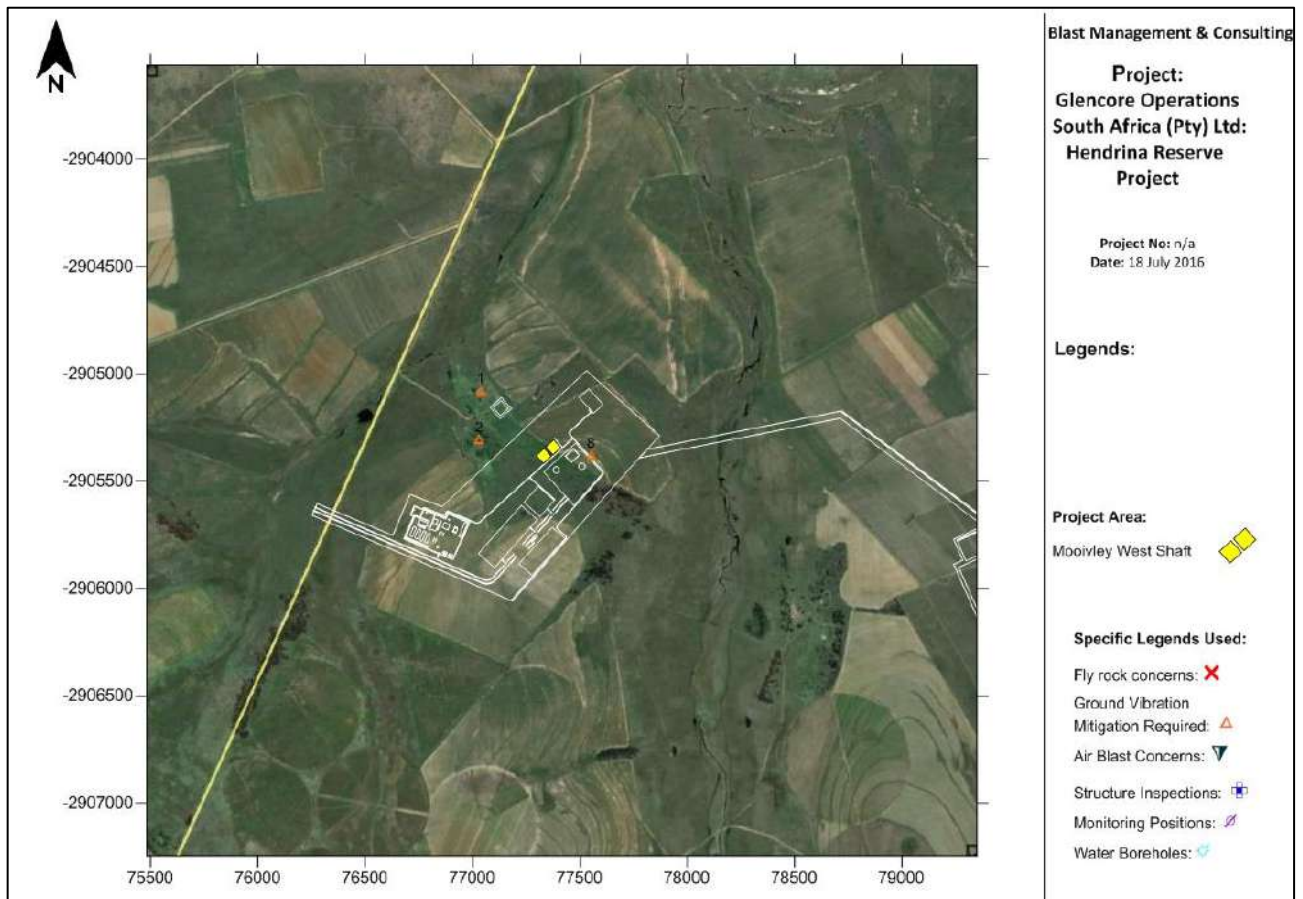 N
-2904000
-2904500
-2905000
-2905500
-2906000
-2906500
-2907000
75500 76000 76500 77000 77500 78000 78500 79000
1
2
8
Blast Management & Consulting
Project:
Glencore Operations
South Africa (Pty) Ltd:
Hendrina Reserve
Project
Project No: n/a
Date: 18 July 2016
Legends:
Project Area:
Mooivley West Shaft
Specific Legends Used:
Fly rock concerns:
Ground Vibration
Mitigation Required:
Air Blast Concerns:
Structure Inspections:
Monitoring Positions:
Water Boreholes: